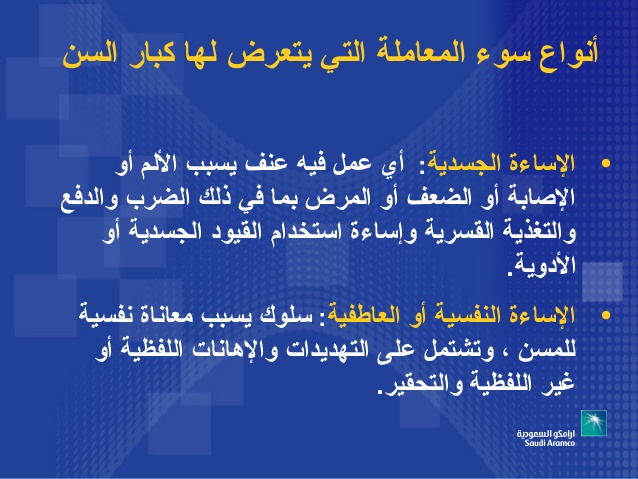 أنواع سوء المعاملة التي يتعرض لها كبار السن
• الإساءة الجسدية: أي عمل فيه عنف يسبب الألم أو
الإصابة أو الضعف أو المرض بما في ذلك الضرب والدفع
والتغذية القسرية وإساءة استخدام القيود الجسدية أو
الأدوية.
• الإساءة النفسية أو العاطفية: سلوك يسبب معاناة نفسية
للمسن ، وتشتمل على التهديدات والإهانات اللفظية أو
غير اللفظية والتحقير.
ارامكو السعودية
Saudi Aramco